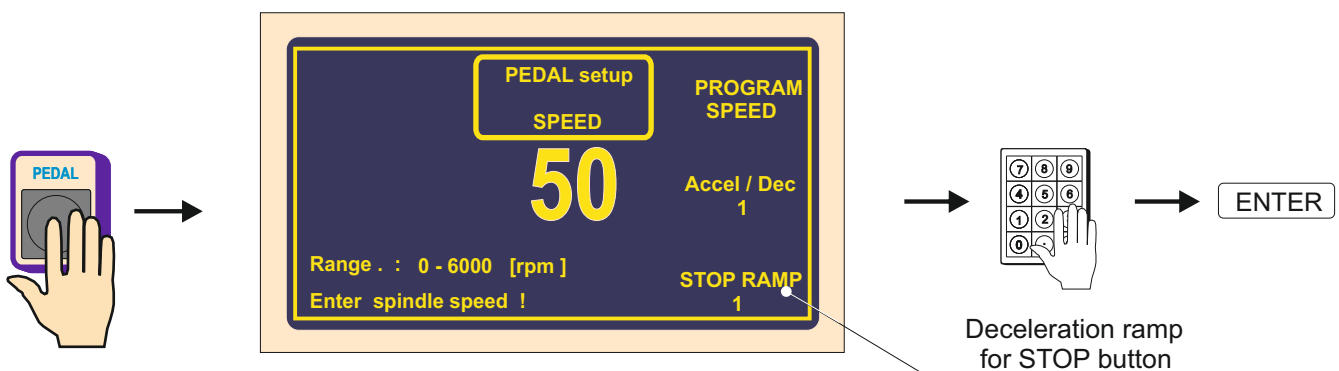 PEDAL
PEDAL setup
SPEED
50
PROGRAM
SPEED
Accel / Dec
1
Range . : 0 - 6000 [rpm ]
Enter spindle speed !
STOP RAMP
1
7 8 9
4 5 6
1 2
0 .
ENTER
Deceleration ramp
for STOP button